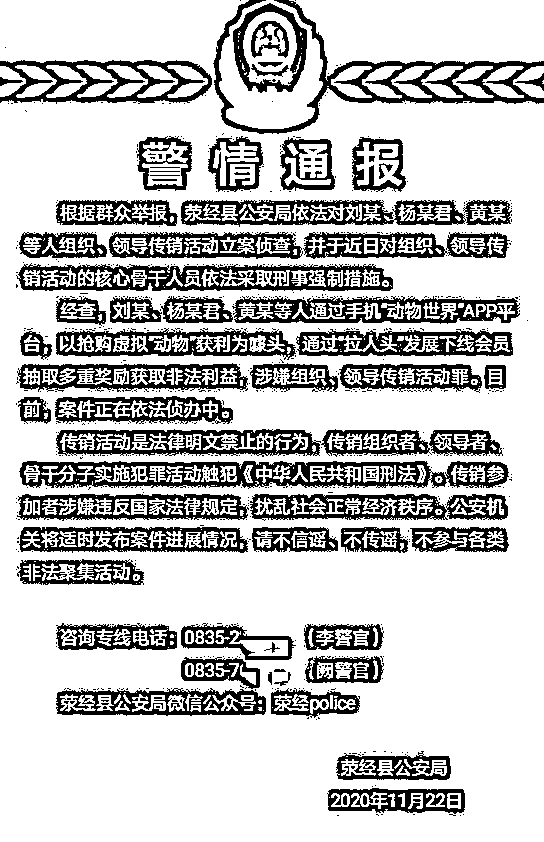 警情通报
根据群众举报，荥经县公安局依法对刘某、杨某君、黄某
等人组织、领导传销活动立案侦查，并于近日对组织、领导传
销活动的核心骨干人员依法采取刑事强制措施。
经查，刘某、杨某君、黄某等人通过手机“动物世界”APP平
台，以抢购虚拟“动物”获利为噱头，通过“拉人头”发展下线会员
抽取多重奖励获取非法利益，涉嫌组织、领导传销活动罪。目
前，案件正在依法侦办中。
传销活动是法律明文禁止的行为，传销组织者、领导者、
骨干分子实施犯罪活动触犯《中华人民共和国刑法》。传销参
加者涉嫌违反国家法律规定，扰乱社会正常经济秩序。公安机
关将适时发布案件进展情况，请不信谣、不传谣，不参与各类
非法聚集活动。
咨询专线电话：0835-2 （李警官）
0835-7 （阙警官）
荥经县公安局微信公众号：荥经police
荥经县公安局
2020年11月22日